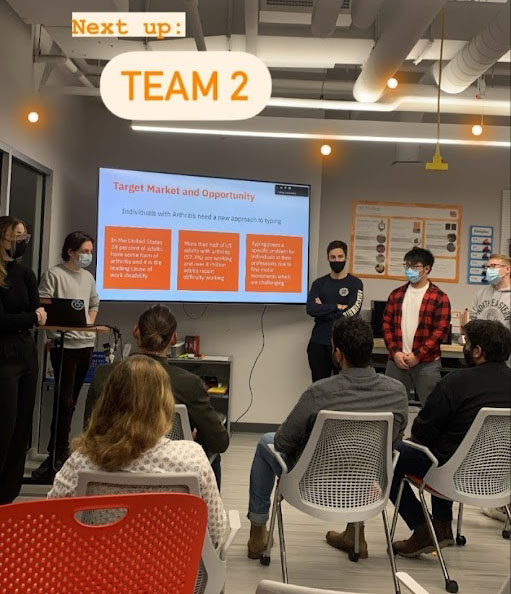 Next up:
TEAM 2
Target Market and Opportunity
Individuals with Arthritis need a new approach to typing
In the United States
24 percent of adults
have some form of
arthritis and it is the
leading cause of
work disability
More than half of US
adults with arthritis
(57.7%) are working
and over 8 million
adults report
difficulty working
Typing poses a
specific problem for
individuals in these
professions due to
fine motor
movements which
are challenging